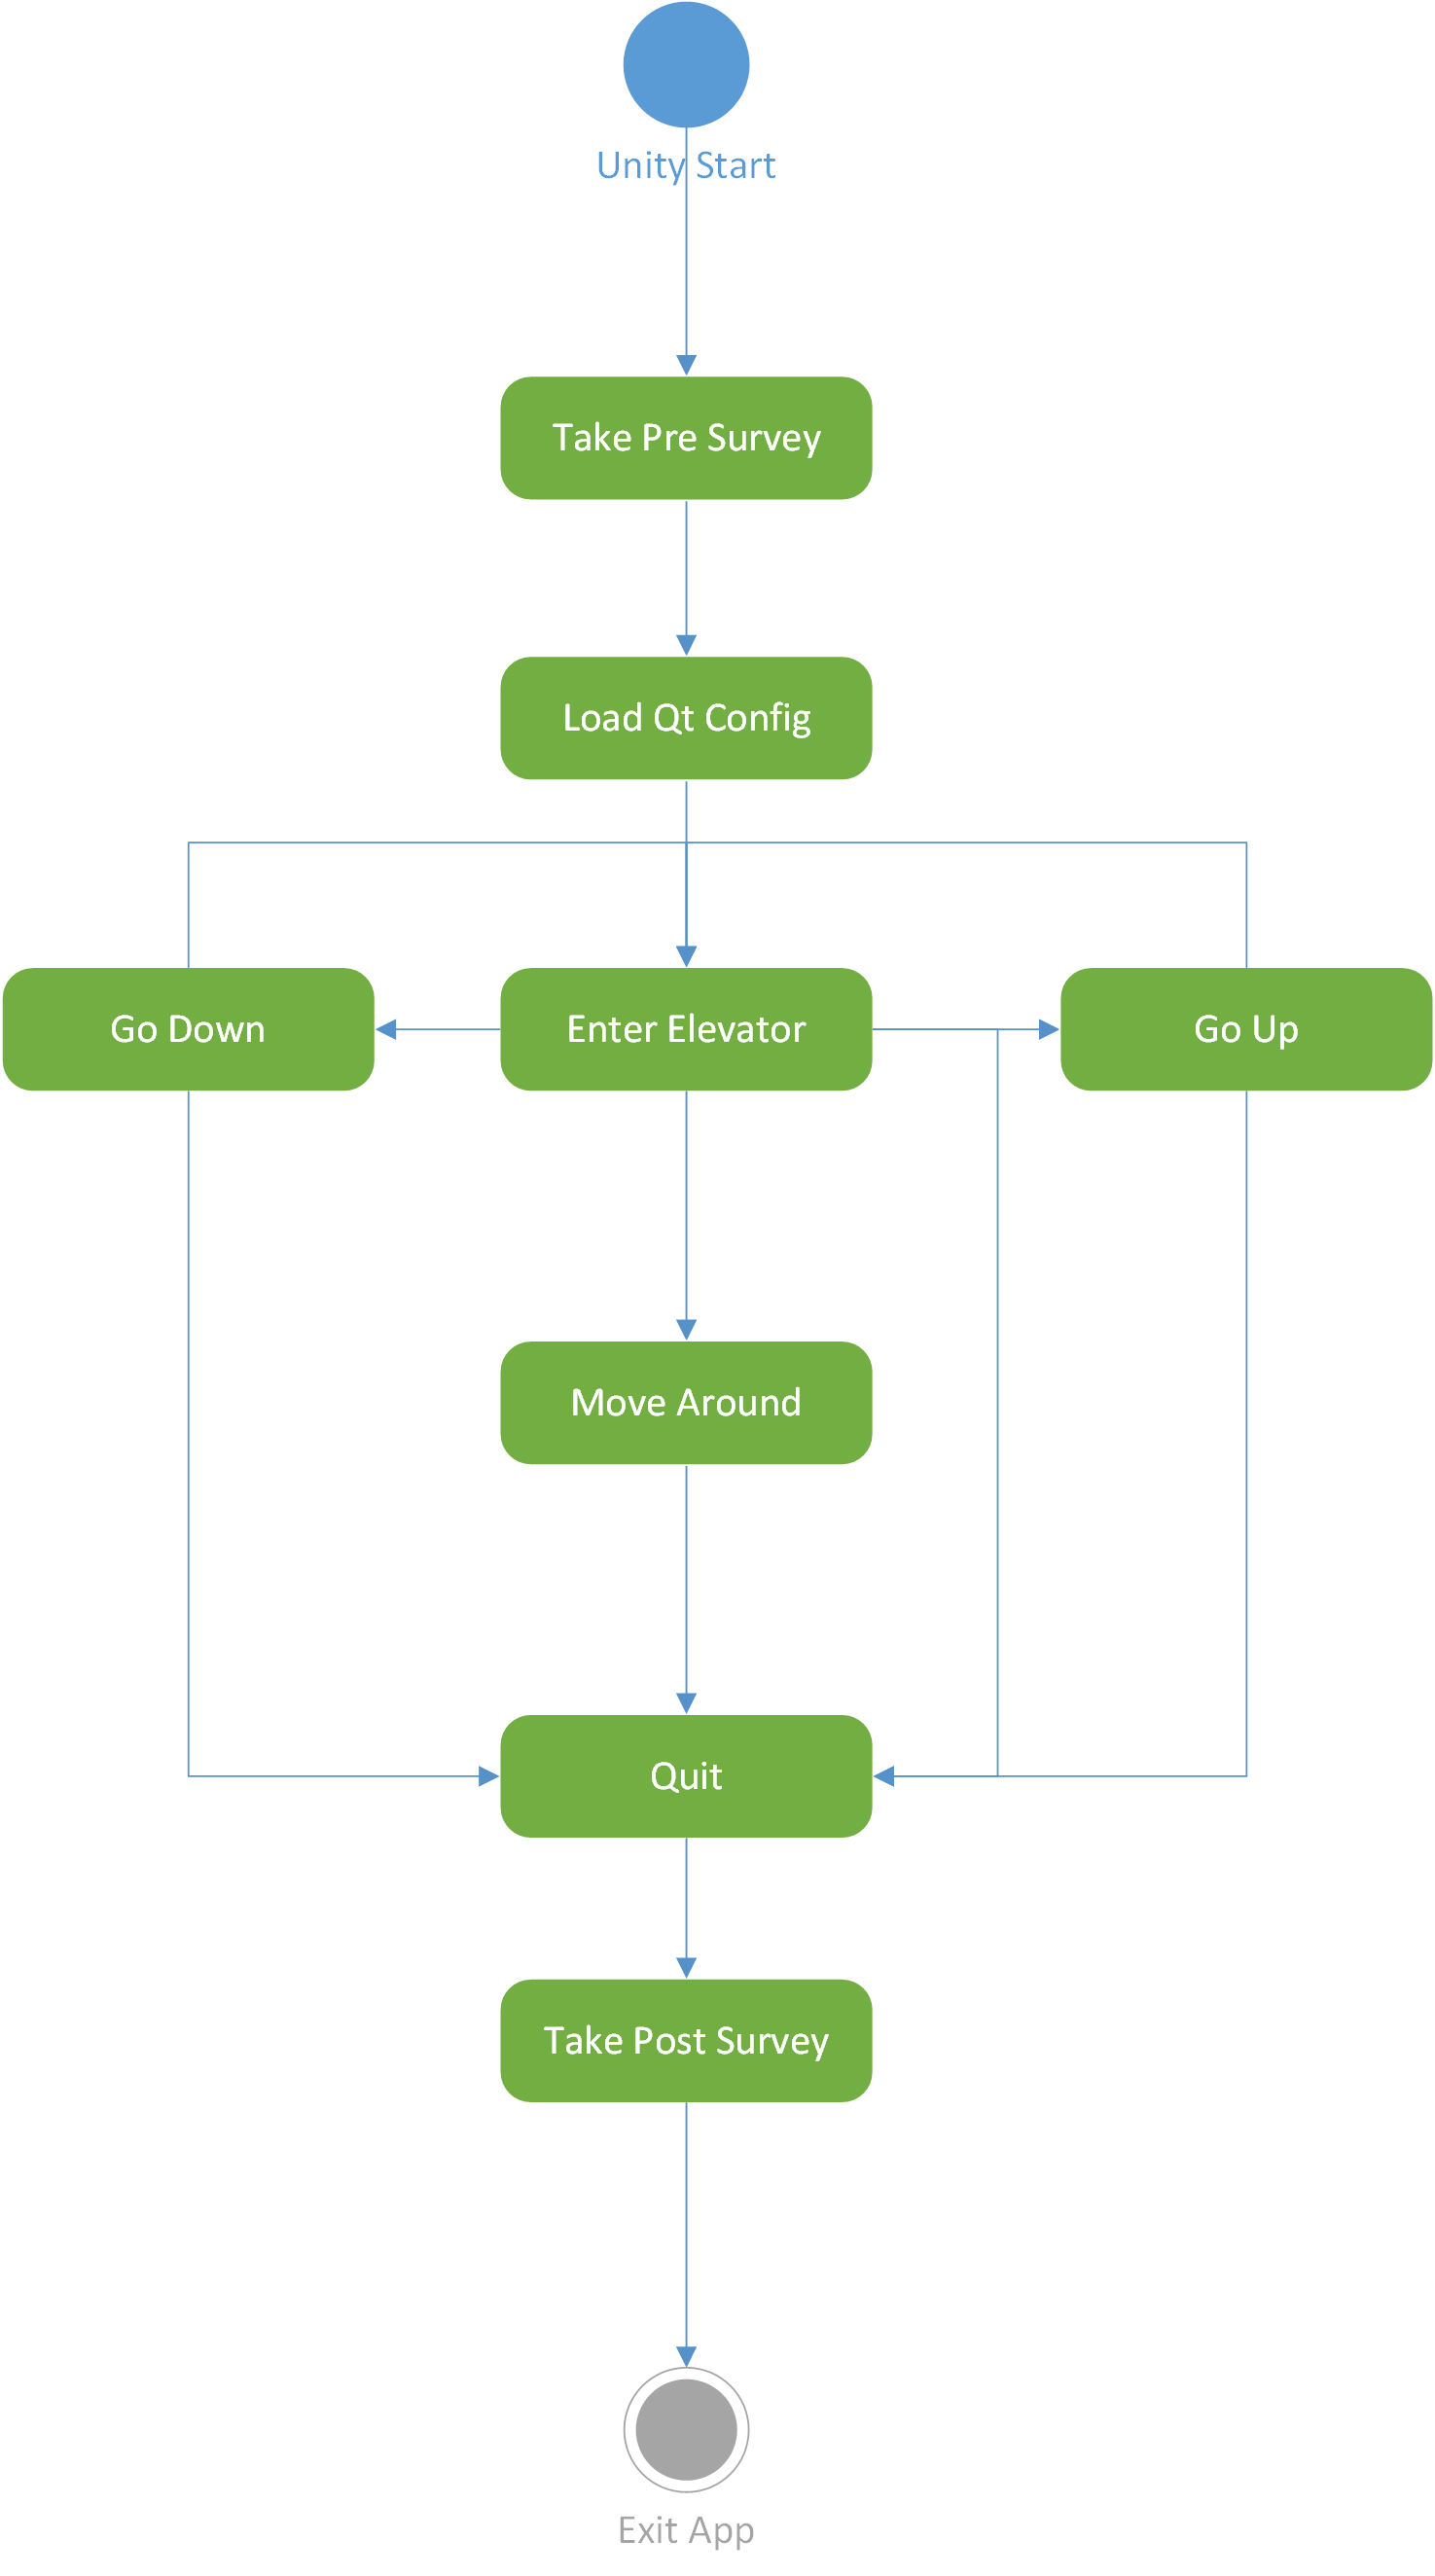 Unity Start
Take Pre Survey
Load Qt Config
Go Down
Enter Elevator
Go Up
Move Around
Quit
Take Post Survey
Exit App